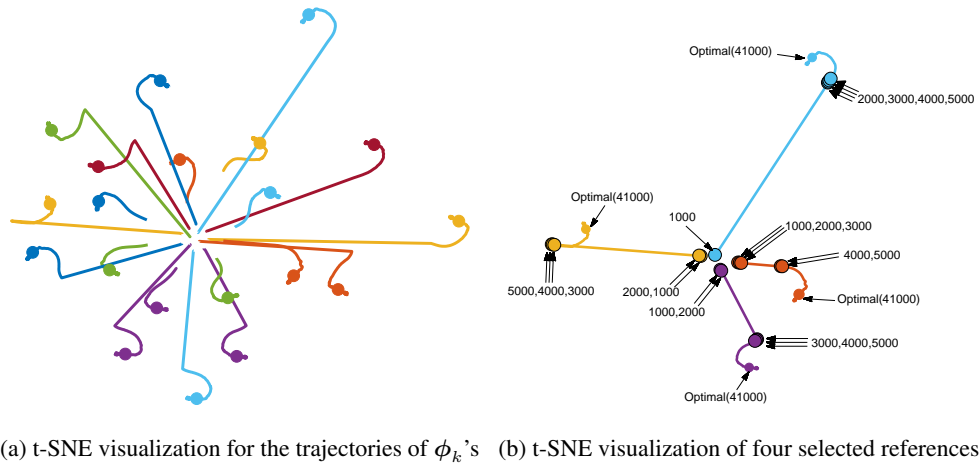 Optimal(41000)
2000,3000,4000,5000
Optimal(41000)
1000
1000,2000,3000
4000,5000
5000,4000,3000
2000,1000
1000,2000
Optimal(41000)
3000,4000,5000
Optimal(41000)
(a) t-SNE visualization for the trajectories of ϕₖ's
(b) t-SNE visualization of four selected references